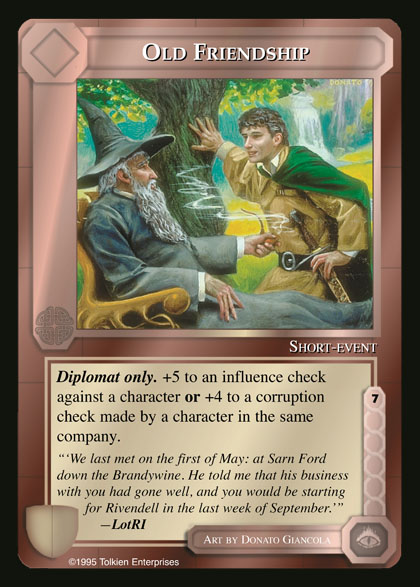 OLD FRIENDSHIP
DONATO
SHORT-EVENT
Diplomat only. +5 to an influence check
against a character or +4 to a corruption
check made by a character in the same
company.
7
“‘We last met on the first of May: at Sarn Ford
down the Brandywine. He told me that his business
with you had gone well, and you would be starting
for Rivendell in the last week of September.’”
—LotRI
ART BY DONATO GIANCOLA
©1995 Tolkien Enterprises